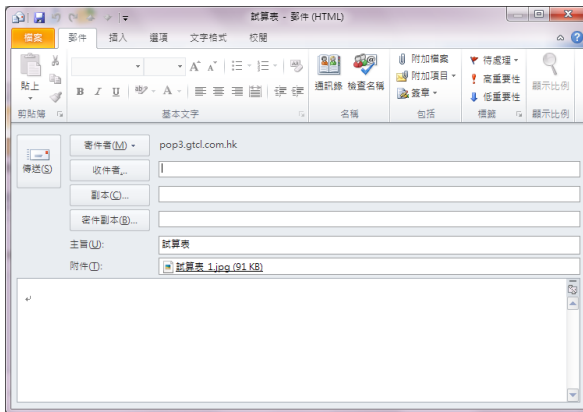 試算表 - 郵件 (HTML)
檔案 郵件 插入 選項 文字格式 校閱
貼上
剪貼簿
B I U
基本文字
通訊錄 檢查名稱
名稱
附加檔案
附加項目
簽章
包括
待處理
高重要性
低重要性
標籤
顯示比例
顯示比例
傳送(S)
寄件者(M) pop3.gtcl.com.hk
收件者...
副本(C)...
密件副本(B)...
主旨(U): 試算表
附件(T): 試算表_1.jpg (91 KB)